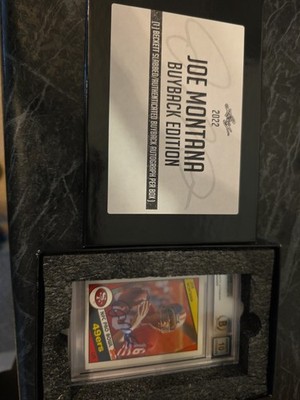 2022
JOE MONTANA
BUYBACK EDITION
[1] BECKETT SLABBED/AUTHENTICATED BUYBACK AUTOGRAPH PER BOX!
49ers